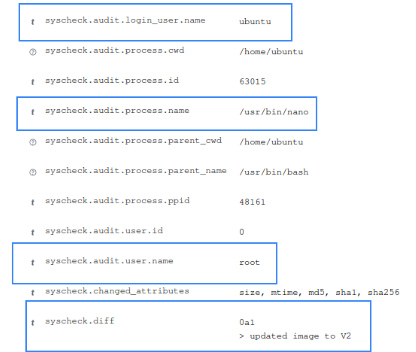 t syscheck.audit.login_user.name ubuntu
? syscheck.audit.process.cwd /home/ubuntu
t syscheck.audit.process.id 63015
t syscheck.audit.process.name /usr/bin/nano
? syscheck.audit.process.parent_cwd /home/ubuntu
? syscheck.audit.process.parent_name /usr/bin/bash
t syscheck.audit.process.ppid 48161
t syscheck.audit.user.id 0
t syscheck.audit.user.name root
t syscheck.changed_attributes size, mtime, md5, sha1, sha256
t syscheck.diff 0a1
> updated image to V2